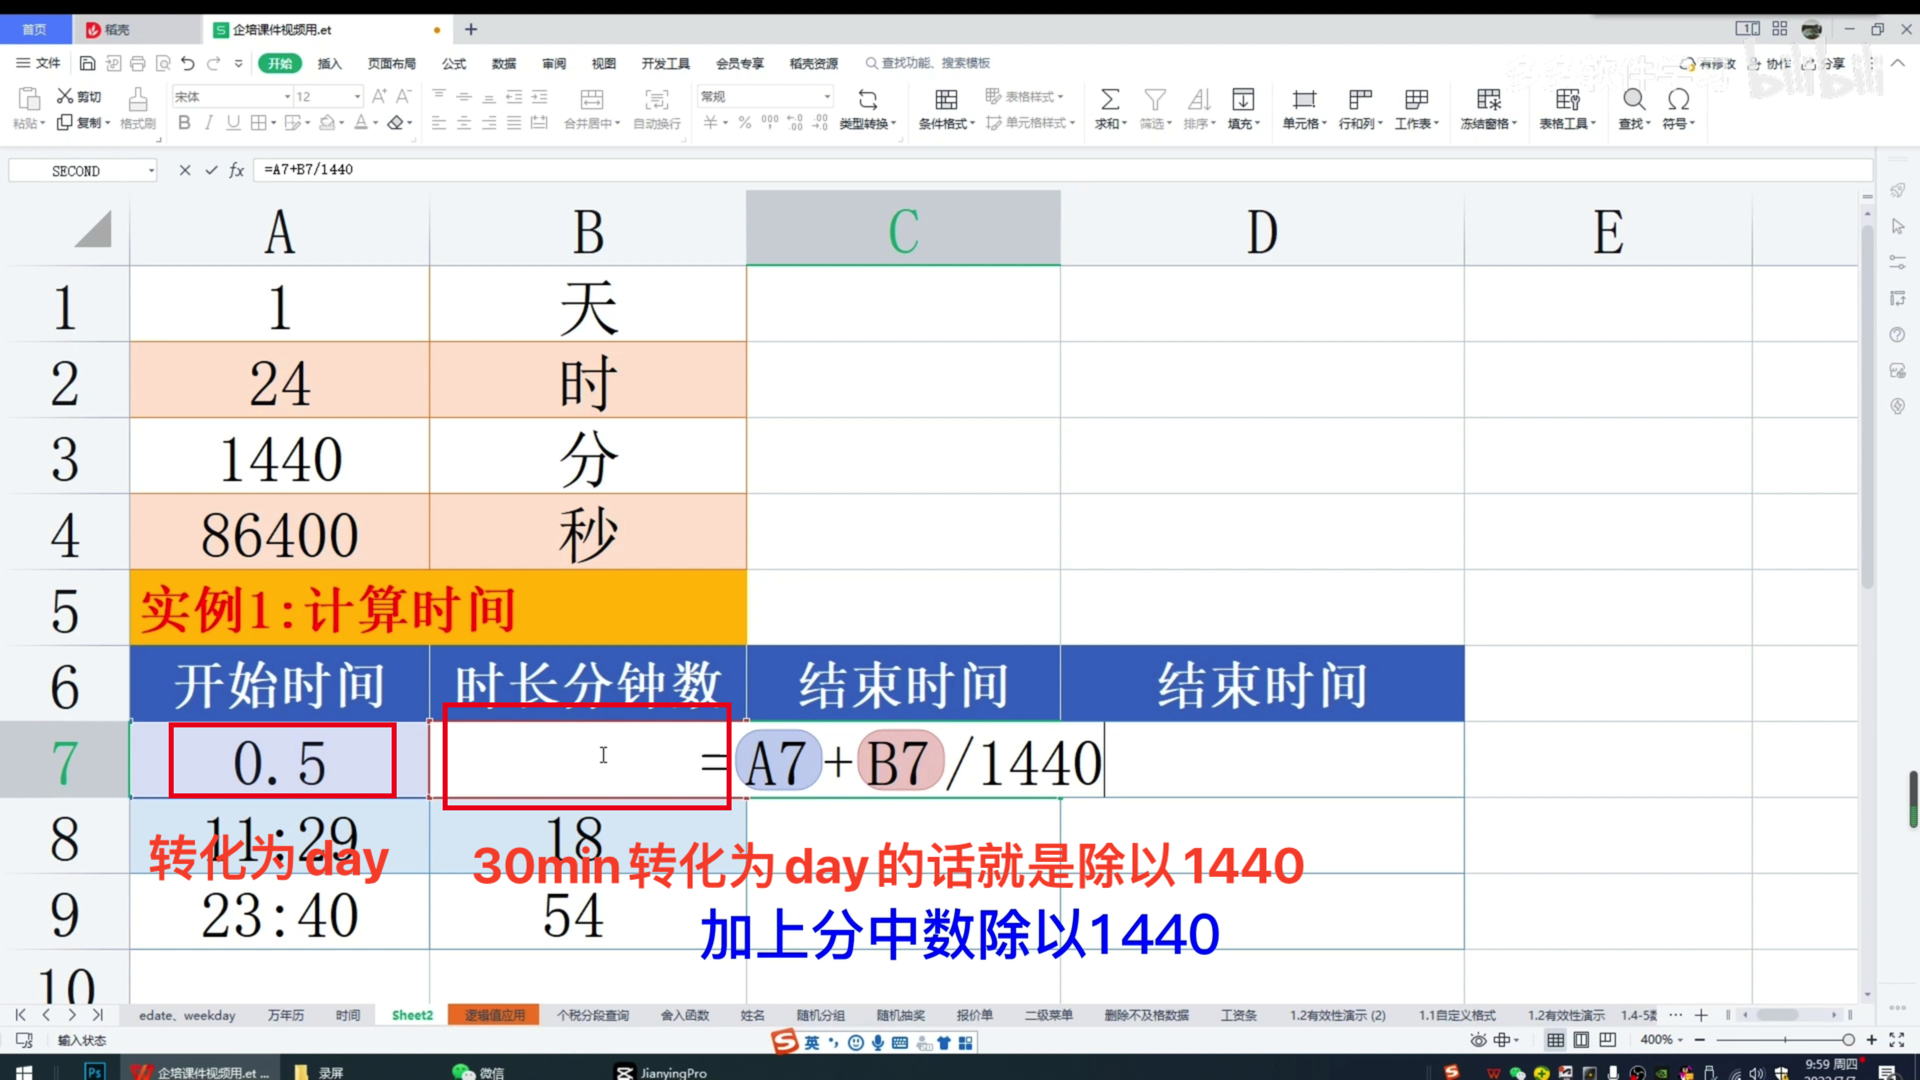 首页 稻壳 企培课件视频用.et
文件 开始 插入 页面布局 公式 数据 审阅 视图 开发工具 会员专享 稻壳资源 查找功能、搜索模板 有修改 协作 分享
bilibili
剪切 宋体 12 常规 表格样式
粘贴 复制 格式刷 合并居中 自动换行 类型转换 条件格式 单元格样式 求和 筛选 排序 填充 单元格 行和列 工作表 冻结窗格 表格工具 查找 符号
SECOND =A7+B7/1440
A B C D E
1 1 天
2 24 时
3 1440 分
4 86400 秒
5 实例1:计算时间
6 开始时间 时长分钟数 结束时间 结束时间
7 0.5 =A7+B7/1440
8 11:29 18
转化为day 30min转化为day的话就是除以1440
9 23:40 54
加上分中数除以1440
10
edate、weekday 万年历 时间 Sheet2 逻辑值应用 个税分段查询 舍入函数 姓名 随机分组 随机抽奖 报价单 二级菜单 删除不及格数据 工资条 1.2有效性演示 (2) 1.1自定义格式 1.2有效性演示
输入状态 英 400%
企培课件视频用.et ... 录屏 微信 JianyingPro 9:59 周四